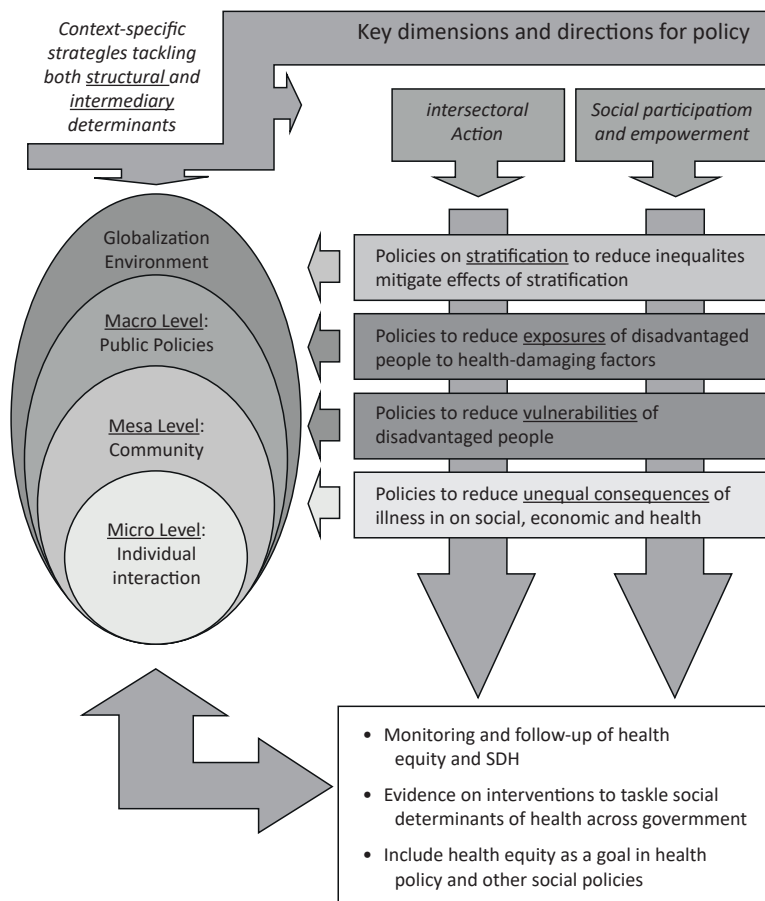 Context-specific
strategles tackling
both structural and
intermediary
determinants
Key dimensions and directions for policy
intersectoral
Action
Social participatiom
and empowerment
Globalization
Environment
Macro Level:
Public Policies
Mesa Level:
Community
Micro Level:
Individual
interaction
Policies on stratification to reduce inequalites
mitigate effects of stratification
Policies to reduce exposures of disadvantaged
people to health-damaging factors
Policies to reduce vulnerabilities of
disadvantaged people
Policies to reduce unequal consequences of
illness in on social, economic and health
• Monitoring and follow-up of health
equity and SDH
• Evidence on interventions to taskle social
determinants of health across govermment
• Include health equity as a goal in health
policy and other social policies